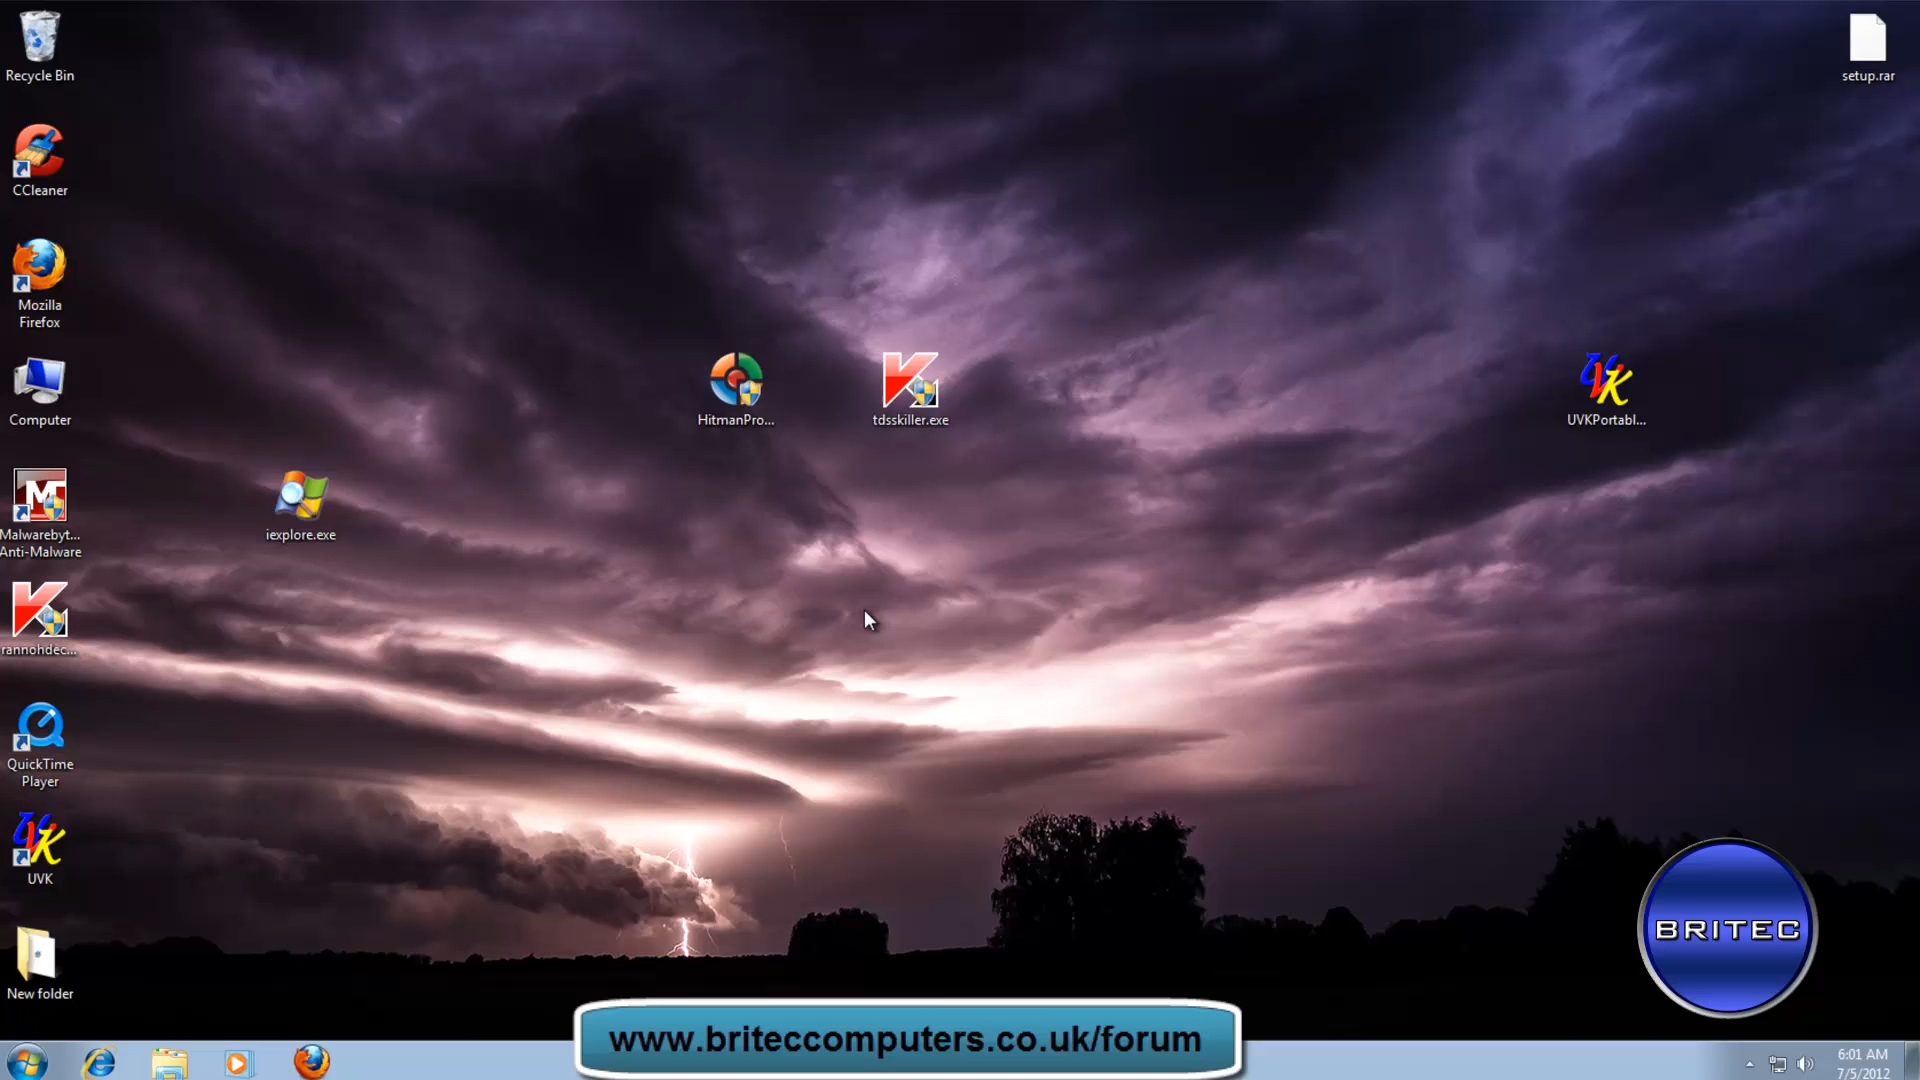 Recycle Bin
setup.rar
CCleaner
Mozilla
Firefox
Computer
HitmanPro...
tdsskiller.exe
UVKPortabl...
iexplore.exe
Malwarebyt...
Anti-Malware
rannohdec...
QuickTime
Player
UVK
New folder
BRITEC
www.briteccomputers.co.uk/forum
6:01 AM
7/5/2012